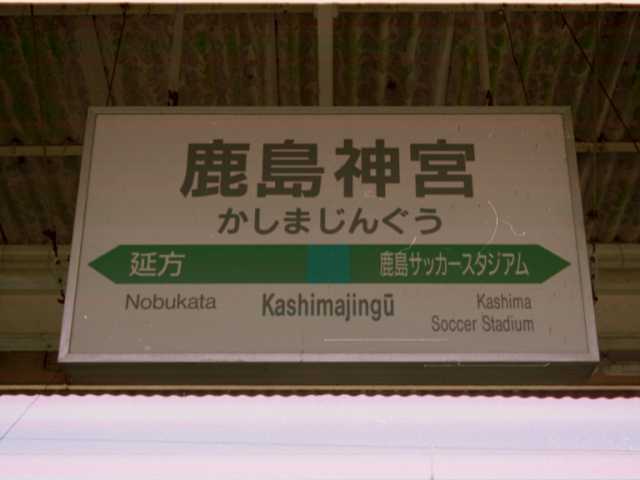 鹿島神宮
かしまじんぐう
延方 鹿島サッカースタジアム
Nobukata Kashimajingū Kashima
Soccer Stadium